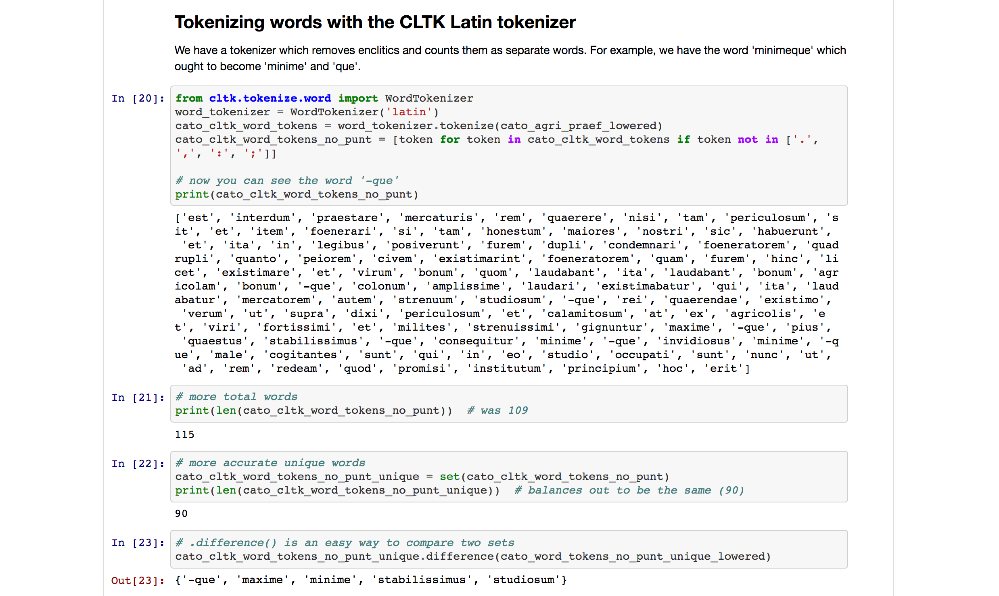 Tokenizing words with the CLTK Latin tokenizer
We have a tokenizer which removes enclitics and counts them as separate words. For example, we have the word 'minimeque' which
ought to become 'minime' and 'que'.
In [20]:
from cltk.tokenize.word import WordTokenizer
word_tokenizer = WordTokenizer('latin')
cato_cltk_word_tokens = word_tokenizer.tokenize(cato_agri_praef_lowered)
cato_cltk_word_tokens_no_punt = [token for token in cato_cltk_word_tokens if token not in ['.',
',', ':', ';']]
# now you can see the word '-que'
print(cato_cltk_word_tokens_no_punt)
['est', 'interdum', 'praestare', 'mercaturis', 'rem', 'quaerere', 'nisi', 'tam', 'periculosum', 's
it', 'et', 'item', 'foenerari', 'si', 'tam', 'honestum', 'maiores', 'nostri', 'sic', 'habuerunt',
'et', 'ita', 'in', 'legibus', 'posiverunt', 'furem', 'dupli', 'condemnari', 'foeneratorem', 'quad
rupli', 'quanto', 'peiorem', 'civem', 'existimarint', 'foeneratorem', 'quam', 'furem', 'hinc', 'li
cet', 'existimare', 'et', 'virum', 'bonum', 'quom', 'laudabant', 'ita', 'laudabant', 'bonum', 'agr
icolam', 'bonum', '-que', 'colonum', 'amplissime', 'laudari', 'existimabatur', 'qui', 'ita', 'laud
abatur', 'mercatorem', 'autem', 'strenuum', 'studiosum', '-que', 'rei', 'quaerendae', 'existimo',
'verum', 'ut', 'supra', 'dixi', 'periculosum', 'et', 'calamitosum', 'at', 'ex', 'agricolis', 'e
t', 'viri', 'fortissimi', 'et', 'milites', 'strenuissimi', 'gignuntur', 'maxime', '-que', 'pius',
'quaestus', 'stabilissimus', '-que', 'consequitur', 'minime', '-que', 'invidiosus', 'minime', '-q
ue', 'male', 'cogitantes', 'sunt', 'qui', 'in', 'eo', 'studio', 'occupati', 'sunt', 'nunc', 'ut',
'ad', 'rem', 'redeam', 'quod', 'promisi', 'institutum', 'principium', 'hoc', 'erit']
In [21]:
# more total words
print(len(cato_cltk_word_tokens_no_punt))  # was 109
115
In [22]:
# more accurate unique words
cato_cltk_word_tokens_no_punt_unique = set(cato_cltk_word_tokens_no_punt)
print(len(cato_cltk_word_tokens_no_punt_unique))  # balances out to be the same (90)
90
In [23]:
# .difference() is an easy way to compare two sets
cato_cltk_word_tokens_no_punt_unique.difference(cato_word_tokens_no_punt_unique_lowered)
Out[23]:
{'-que', 'maxime', 'minime', 'stabilissimus', 'studiosum'}